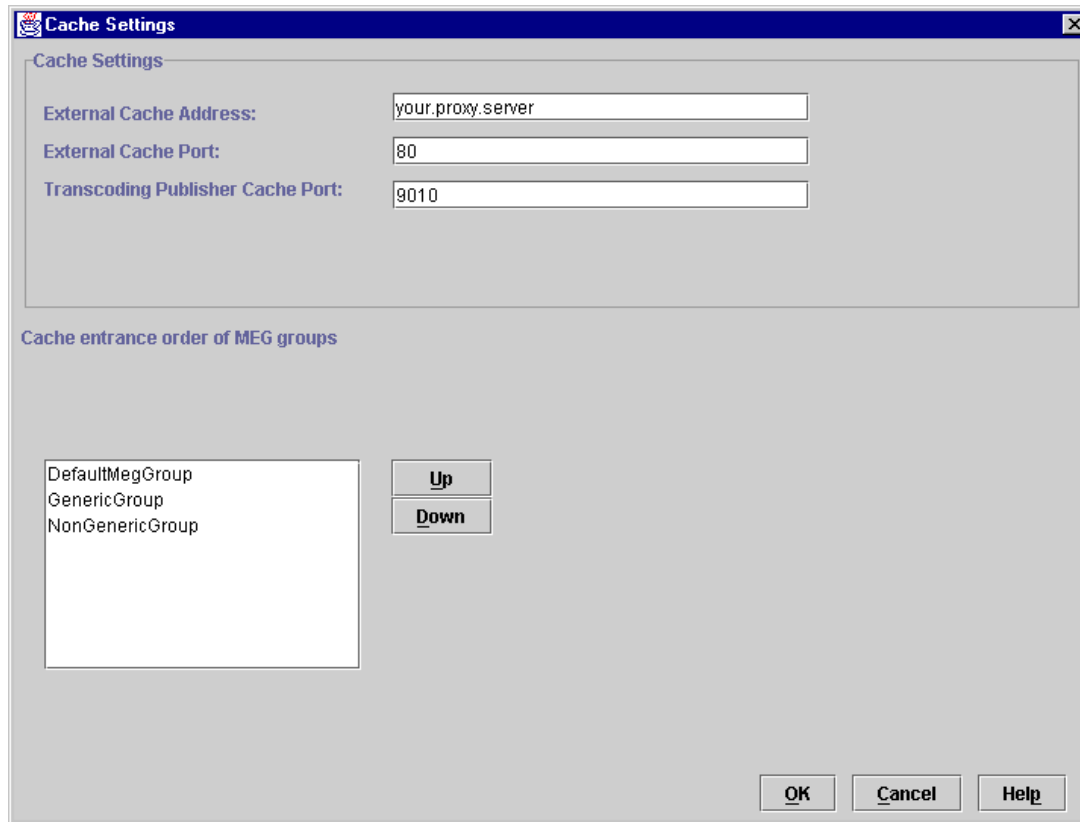 Cache Settings
Cache Settings
External Cache Address: your.proxy.server
External Cache Port: 80
Transcoding Publisher Cache Port: 9010
Cache entrance order of MEG groups
DefaultMegGroup
GenericGroup
NonGenericGroup
Up
Down
OK Cancel Help